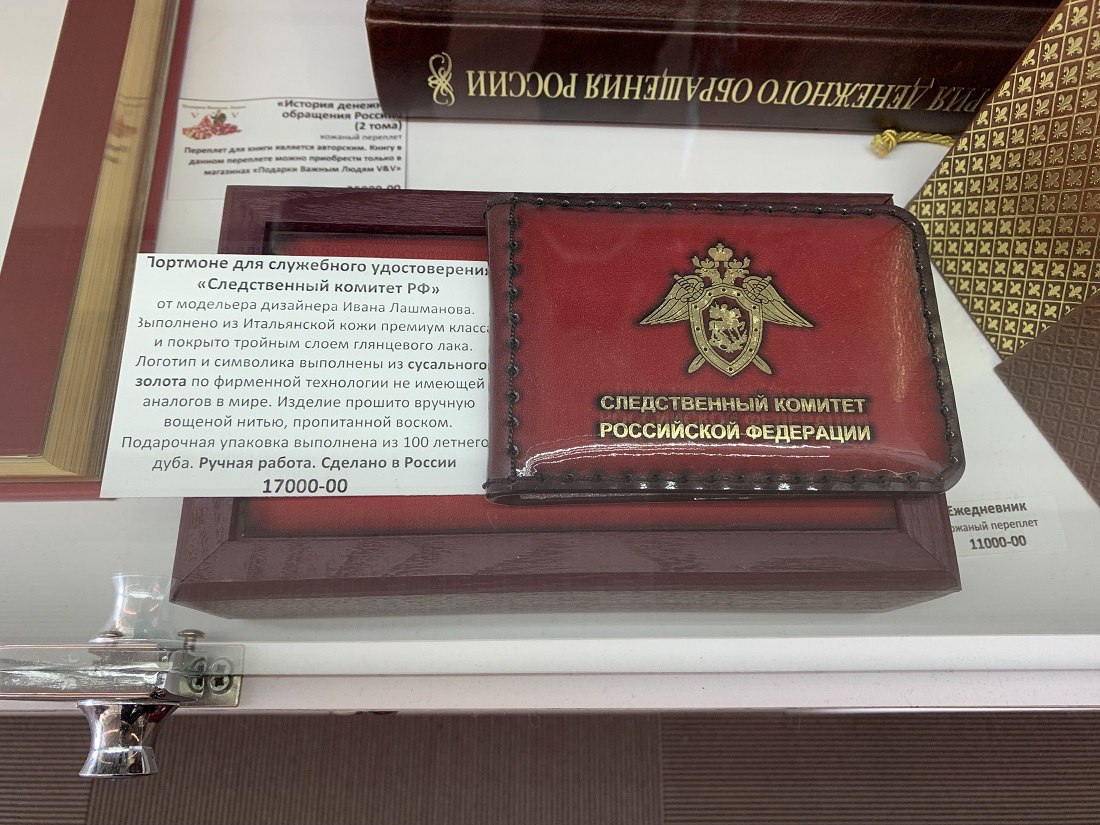 РИЯ ДЕНЕЖНОГО ОБРАЩЕНИЯ РОССИИ
«История денежн
обращения Росси
(2 тома)
кожаный переплет
Переплет для книги является авторским. Книгу в
данном переплете можно приобрести только в
магазинах «Подарки Важным Людям V&V»
Портмоне для служебного удостоверения
«Следственный комитет РФ»
от модельера дизайнера Ивана Лашманова.
Выполнено из Итальянской кожи премиум класса
и покрыто тройным слоем глянцевого лака.
Логотип и символика выполнены из сусального
золота по фирменной технологии не имеющей
аналогов в мире. Изделие прошито вручную
вощеной нитью, пропитанной воском.
Подарочная упаковка выполнена из 100 летнего
дуба. Ручная работа. Сделано в России
17000-00
СЛЕДСТВЕННЫЙ КОМИТЕТ
РОССИЙСКОЙ ФЕДЕРАЦИИ
Ежедневник
кожаный переплет
11000-00